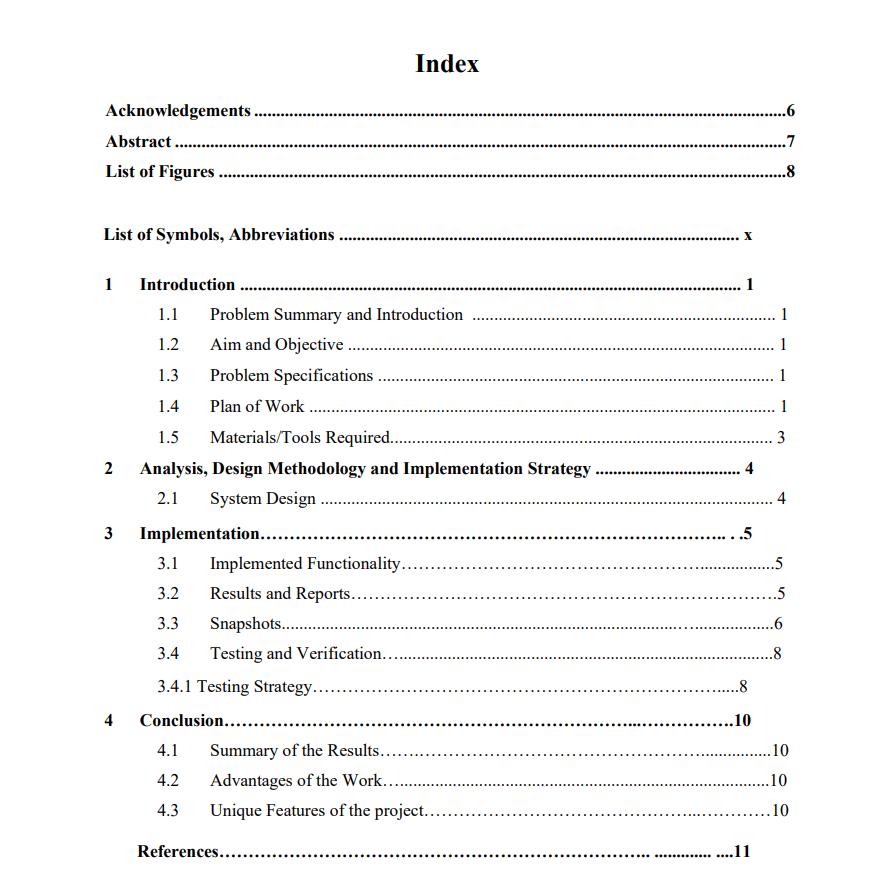 Index
Acknowledgements ........................................................................................................................6
Abstract ..........................................................................................................................................7
List of Figures ................................................................................................................................8
List of Symbols, Abbreviations ........................................................................................... x
1 Introduction .................................................................................................................. 1
1.1 Problem Summary and Introduction ..................................................................... 1
1.2 Aim and Objective ................................................................................................. 1
1.3 Problem Specifications .......................................................................................... 1
1.4 Plan of Work .......................................................................................................... 1
1.5 Materials/Tools Required....................................................................................... 3
2 Analysis, Design Methodology and Implementation Strategy ................................. 4
2.1 System Design ....................................................................................................... 4
3 Implementation……………………………………………………………………….. . .5
3.1 Implemented Functionality……………………………………………….................5
3.2 Results and Reports…………………………………………………………………….5
3.3 Snapshots...........................................................................................…...................6
3.4 Testing and Verification….....................................................................................8
3.4.1 Testing Strategy……………………………………………………………….....8
4 Conclusion…………………………………………………………...…………….10
4.1 Summary of the Results…………………………………………………................10
4.2 Advantages of the Work…....................................................................................10
4.3 Unique Features of the project…………………………………………...…………10
References…………………………………………………………….. ............. ....11